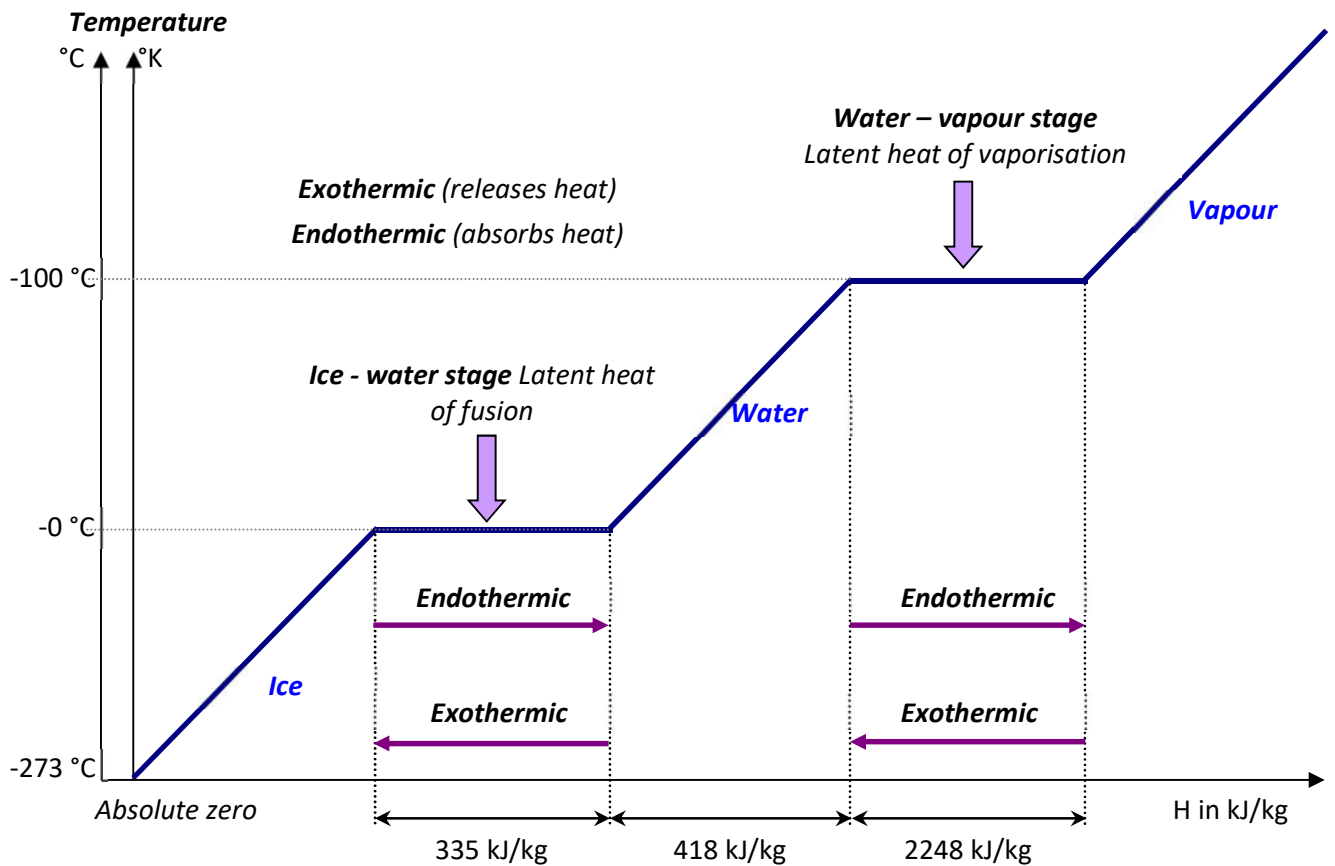 Temperature
°C
°K
Water – vapour stage
Latent heat of vaporisation
Exothermic (releases heat)
Vapour
Endothermic (absorbs heat)
-100 °C
Ice - water stage Latent heat
of fusion
Water
-0 °C
Endothermic
Endothermic
Ice
Exothermic
Exothermic
-273 °C
Absolute zero
H in kJ/kg
335 kJ/kg
418 kJ/kg
2248 kJ/kg